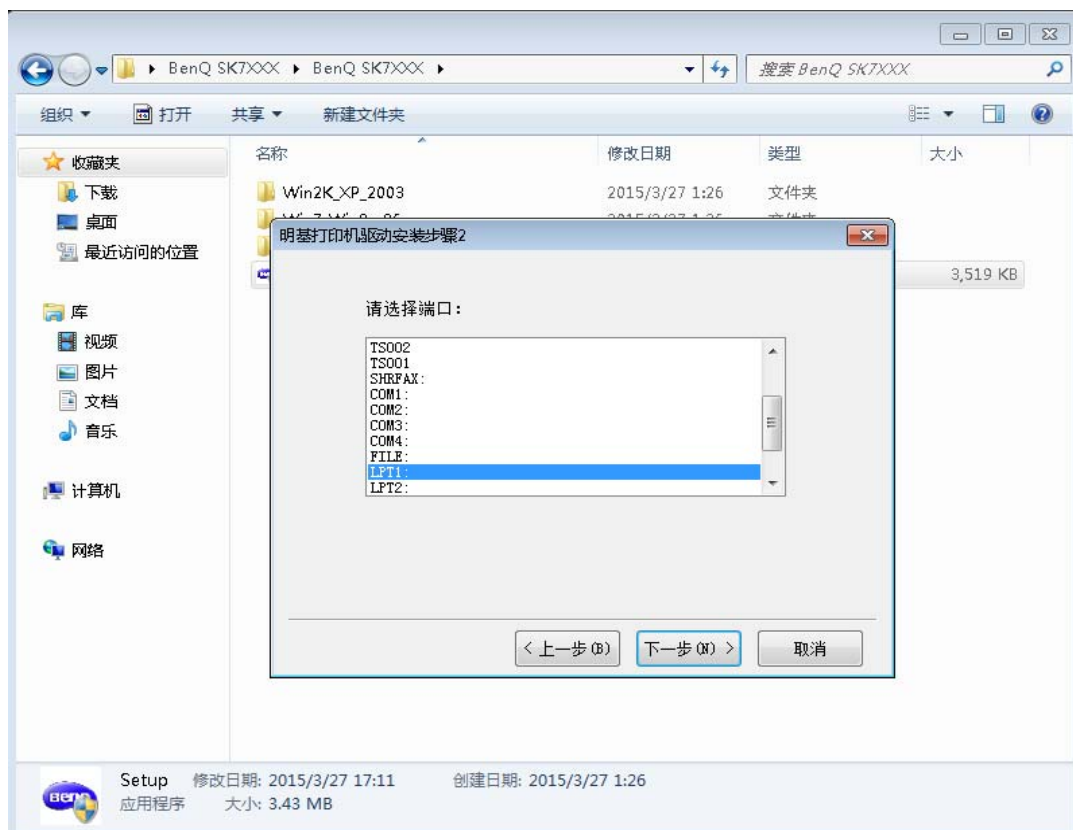 BenQ SK7XXX ▸ BenQ SK7XXX ▸
搜索 BenQ SK7XXX
组织 打开 共享 新建文件夹
名称 修改日期 类型 大小
收藏夹
下载
桌面
最近访问的位置
库
视频
图片
文档
音乐
计算机
网络
Win2K_XP_2003 2015/3/27 1:26 文件夹
3,519 KB
明基打印机驱动安装步骤2
请选择端口:
TS002
TS001
SHRFAX:
COM1:
COM2:
COM3:
COM4:
FILE:
LPT1:
LPT2:
< 上一步(B) 下一步(N) > 取消
Setup 修改日期: 2015/3/27 17:11 创建日期: 2015/3/27 1:26
应用程序 大小: 3.43 MB
BenQ